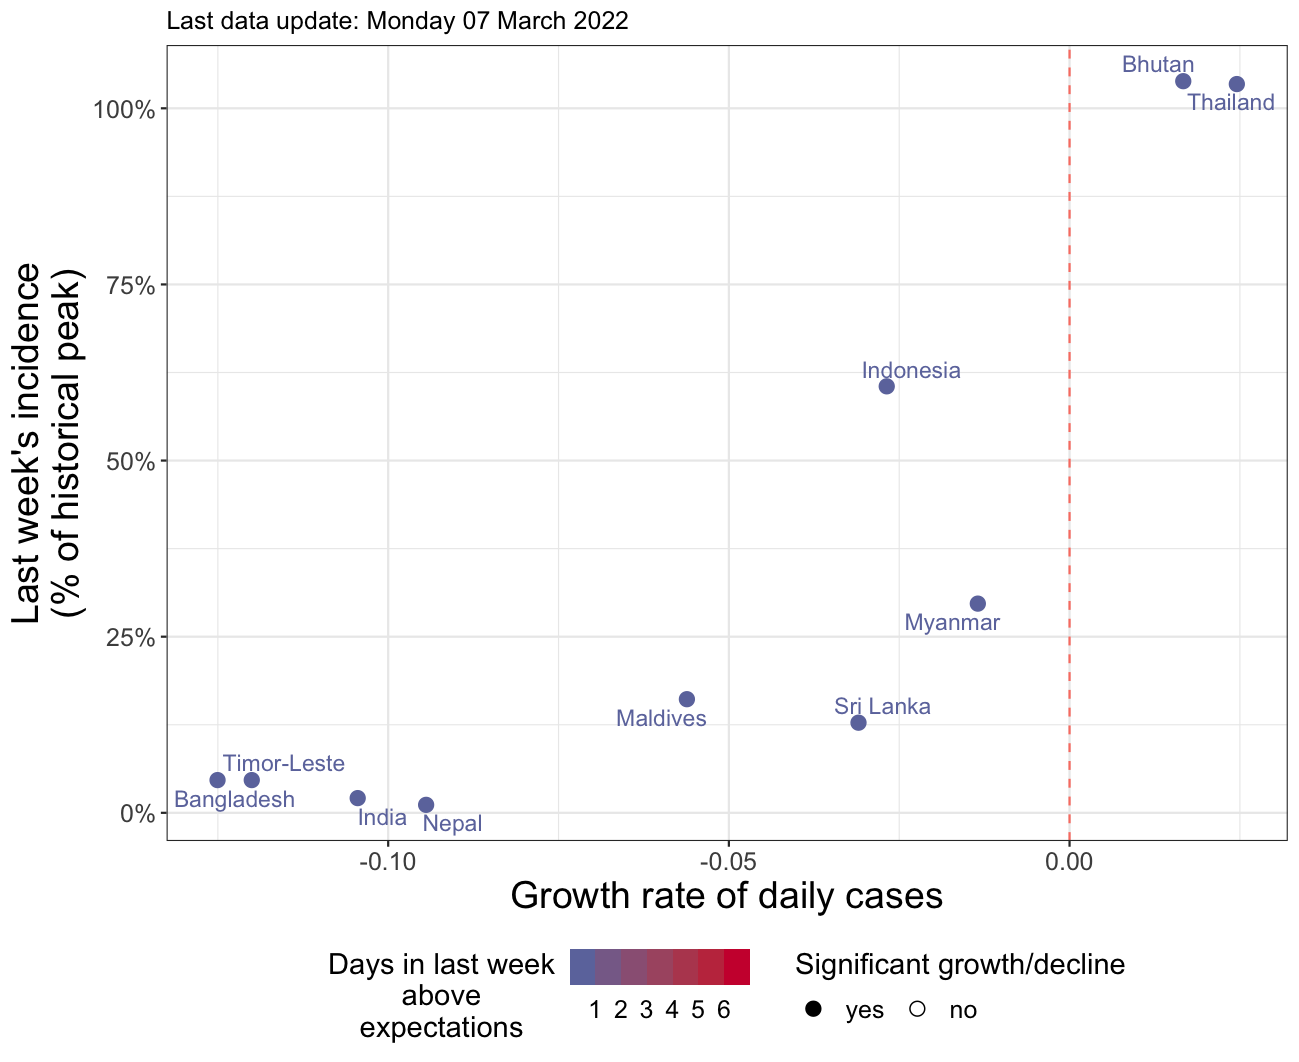 Last data update: Monday 07 March 2022
Bhutan
Thailand
100%
75%
Indonesia
50%
Myanmar
25%
Maldives
Sri Lanka
Timor-Leste
Bangladesh
India
Nepal
0%
Last week's incidence
(% of historical peak)
-0.10
-0.05
0.00
Growth rate of daily cases
Days in last week
above
expectations
1 2 3 4 5 6
Significant growth/decline
yes no